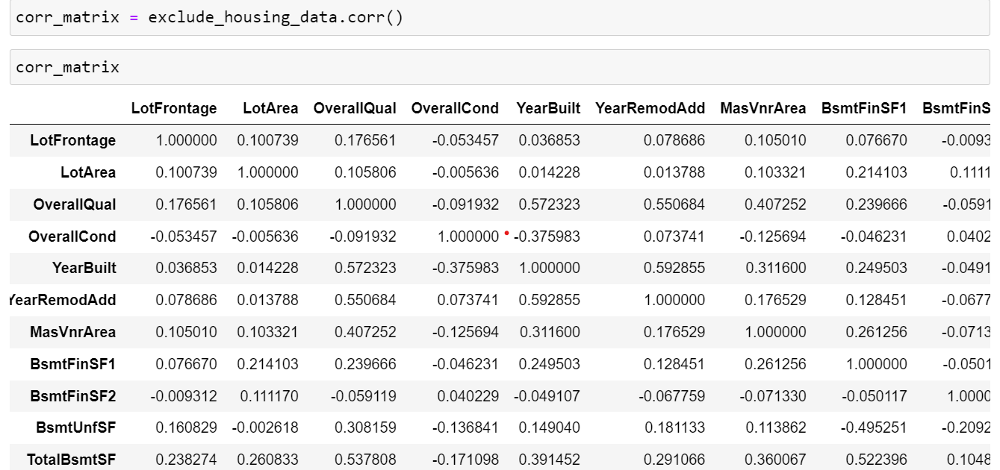 corr_matrix = exclude_housing_data.corr()
corr_matrix
LotFrontage LotArea OverallQual OverallCond YearBuilt YearRemodAdd MasVnrArea BsmtFinSF1 BsmtFinS
LotFrontage 1.000000 0.100739 0.176561 -0.053457 0.036853 0.078686 0.105010 0.076670 -0.0093
LotArea 0.100739 1.000000 0.105806 -0.005636 0.014228 0.013788 0.103321 0.214103 0.1111
OverallQual 0.176561 0.105806 1.000000 -0.091932 0.572323 0.550684 0.407252 0.239666 -0.0591
OverallCond -0.053457 -0.005636 -0.091932 1.000000 -0.375983 0.073741 -0.125694 -0.046231 0.0402
YearBuilt 0.036853 0.014228 0.572323 -0.375983 1.000000 0.592855 0.311600 0.249503 -0.0491
YearRemodAdd 0.078686 0.013788 0.550684 0.073741 0.592855 1.000000 0.176529 0.128451 -0.0677
MasVnrArea 0.105010 0.103321 0.407252 -0.125694 0.311600 0.176529 1.000000 0.261256 -0.0713
BsmtFinSF1 0.076670 0.214103 0.239666 -0.046231 0.249503 0.128451 0.261256 1.000000 -0.0501
BsmtFinSF2 -0.009312 0.111170 -0.059119 0.040229 -0.049107 -0.067759 -0.071330 -0.050117 1.0000
BsmtUnfSF 0.160829 -0.002618 0.308159 -0.136841 0.149040 0.181133 0.113862 -0.495251 -0.2092
TotalBsmtSF 0.238274 0.260833 0.537808 -0.171098 0.391452 0.291066 0.360067 0.522396 0.1048